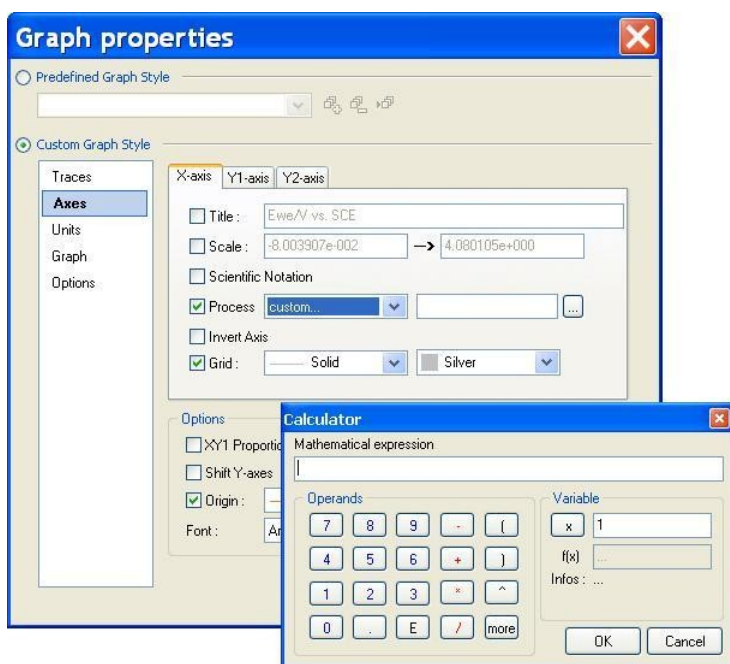 Graph properties
Predefined Graph Style
Custom Graph Style
Traces
Axes
Units
Graph
Options
X-axis Y1-axis Y2-axis
Title : Ewe/V vs. SCE
Scale : -8.003907e-002 4.080105e+000
Scientific Notation
Process custom... ...
Invert Axis
Grid : Solid Silver
Options
XY1 Proportic
Shift Y-axes
Origin :
Font : Ar
Calculator
Mathematical expression
Operands
7 8 9 - (
4 5 6 + )
1 2 3 * ^
0 . E / more
Variable
x 1
f(x) ...
Infos : ...
OK Cancel